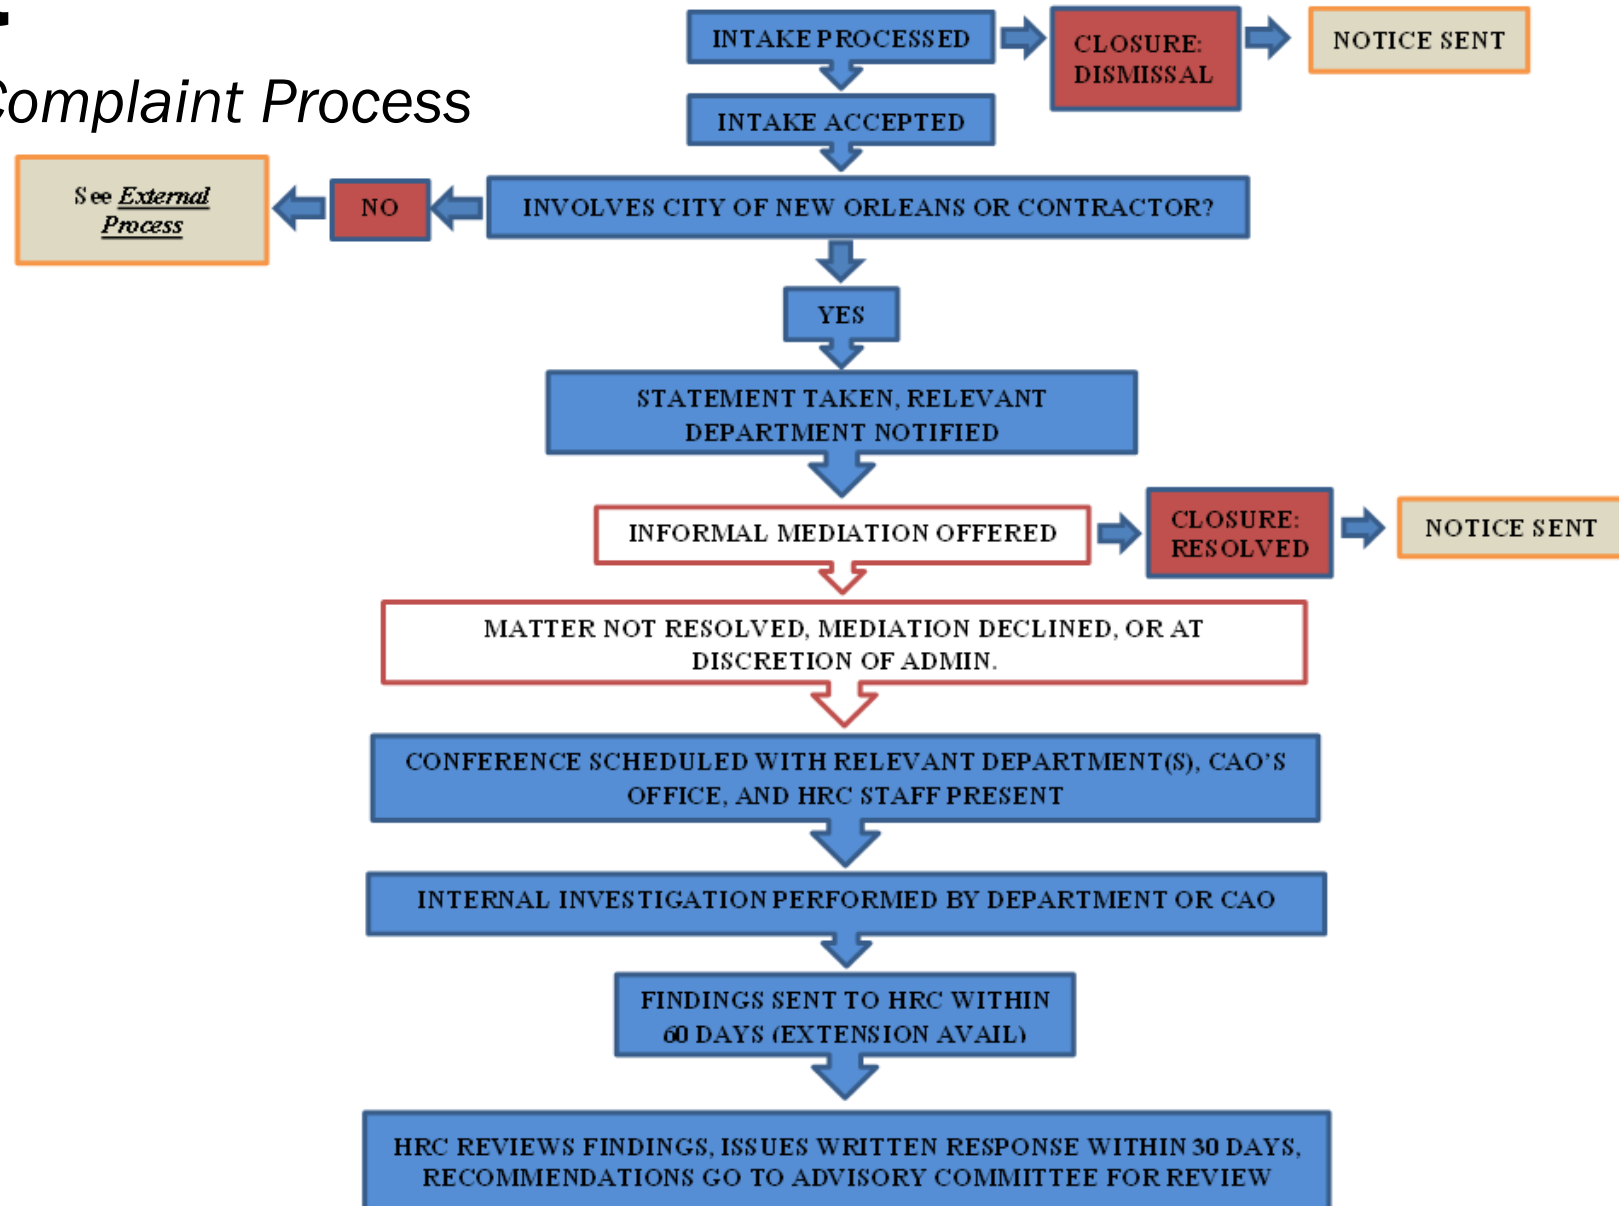 Complaint Process
INTAKE PROCESSED
CLOSURE:
DISMISSAL
NOTICE SENT
INTAKE ACCEPTED
See External
Process
NO
INVOLVES CITY OF NEW ORLEANS OR CONTRACTOR?
YES
STATEMENT TAKEN, RELEVANT
DEPARTMENT NOTIFIED
INFORMAL MEDIATION OFFERED
CLOSURE:
RESOLVED
NOTICE SENT
MATTER NOT RESOLVED, MEDIATION DECLINED, OR AT
DISCRETION OF ADMIN.
CONFERENCE SCHEDULED WITH RELEVANT DEPARTMENT(S), CAO'S
OFFICE, AND HRC STAFF PRESENT
INTERNAL INVESTIGATION PERFORMED BY DEPARTMENT OR CAO
FINDINGS SENT TO HRC WITHIN
60 DAYS (EXTENSION AVAIL)
HRC REVIEWS FINDINGS, ISSUES WRITTEN RESPONSE WITHIN 30 DAYS,
RECOMMENDATIONS GO TO ADVISORY COMMITTEE FOR REVIEW